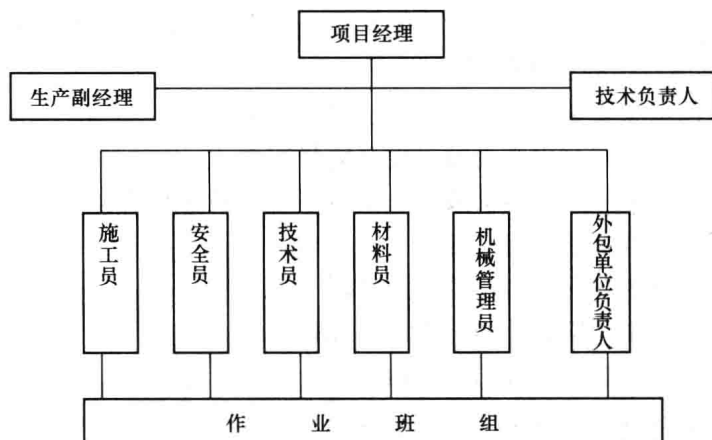 项目经理
生产副经理
技术负责人
施工员
安全员
技术员
材料员
机械管理员
外包单位负责人
作业班组